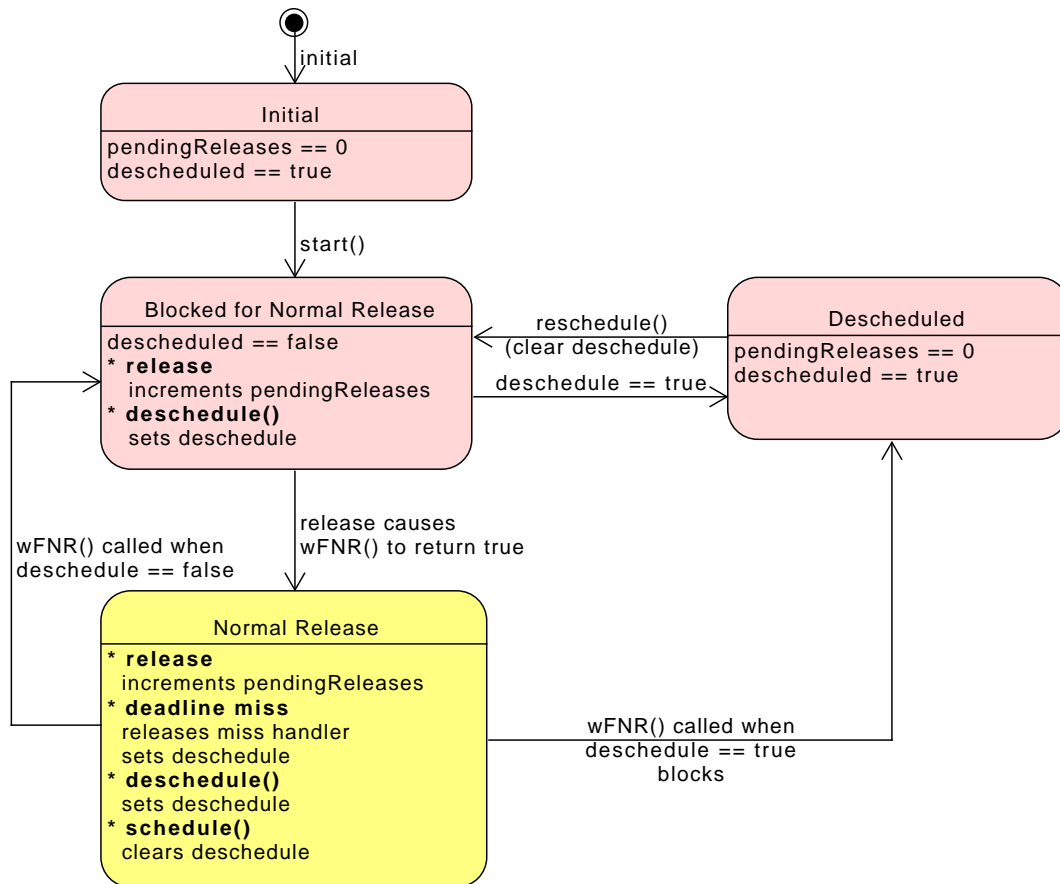 initial
Initial
pendingReleases == 0
descheduled == true
start()
Blocked for Normal Release
descheduled == false
* release
increments pendingReleases
* deschedule()
sets deschedule
reschedule()
(clear deschedule)
deschedule == true
Descheduled
pendingReleases == 0
descheduled == true
wFNR() called when
deschedule == false
release causes
wFNR() to return true
Normal Release
* release
increments pendingReleases
* deadline miss
releases miss handler
sets deschedule
* deschedule()
sets deschedule
* schedule()
clears deschedule
wFNR() called when
deschedule == true
blocks